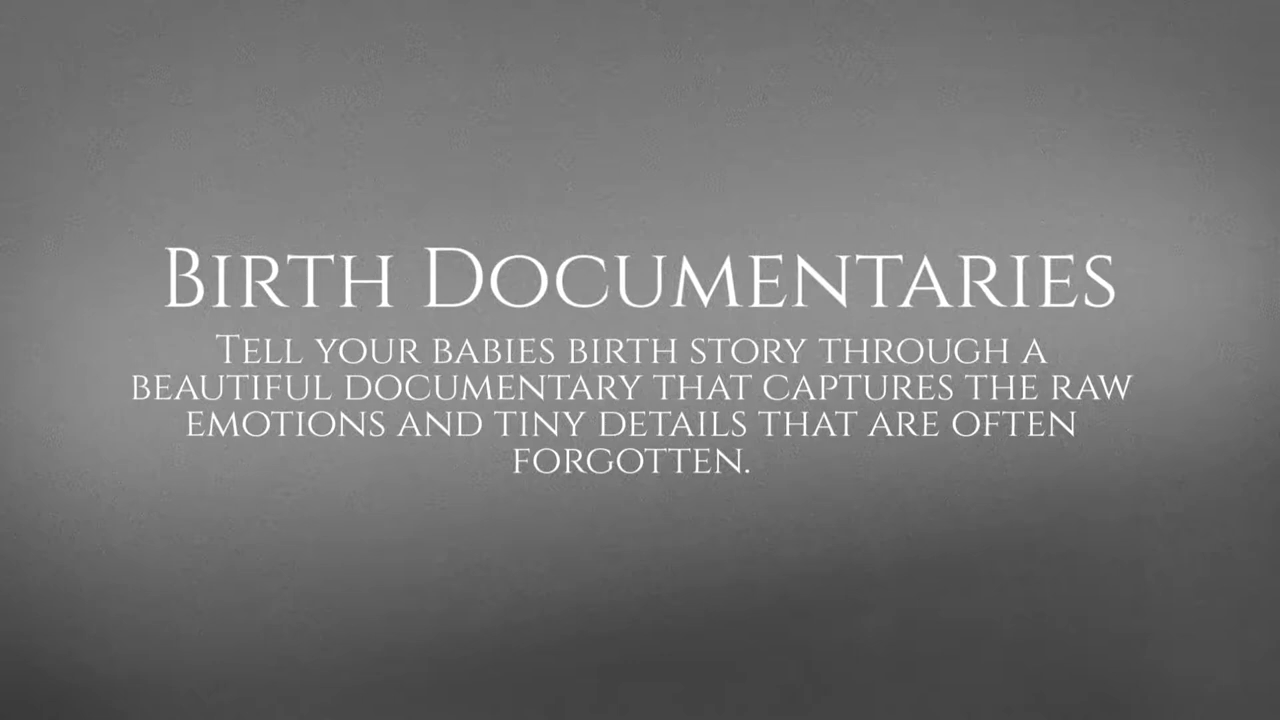 Birth Documentaries
Tell your babies birth story through a
beautiful documentary that captures the raw
emotions and tiny details that are often
forgotten.